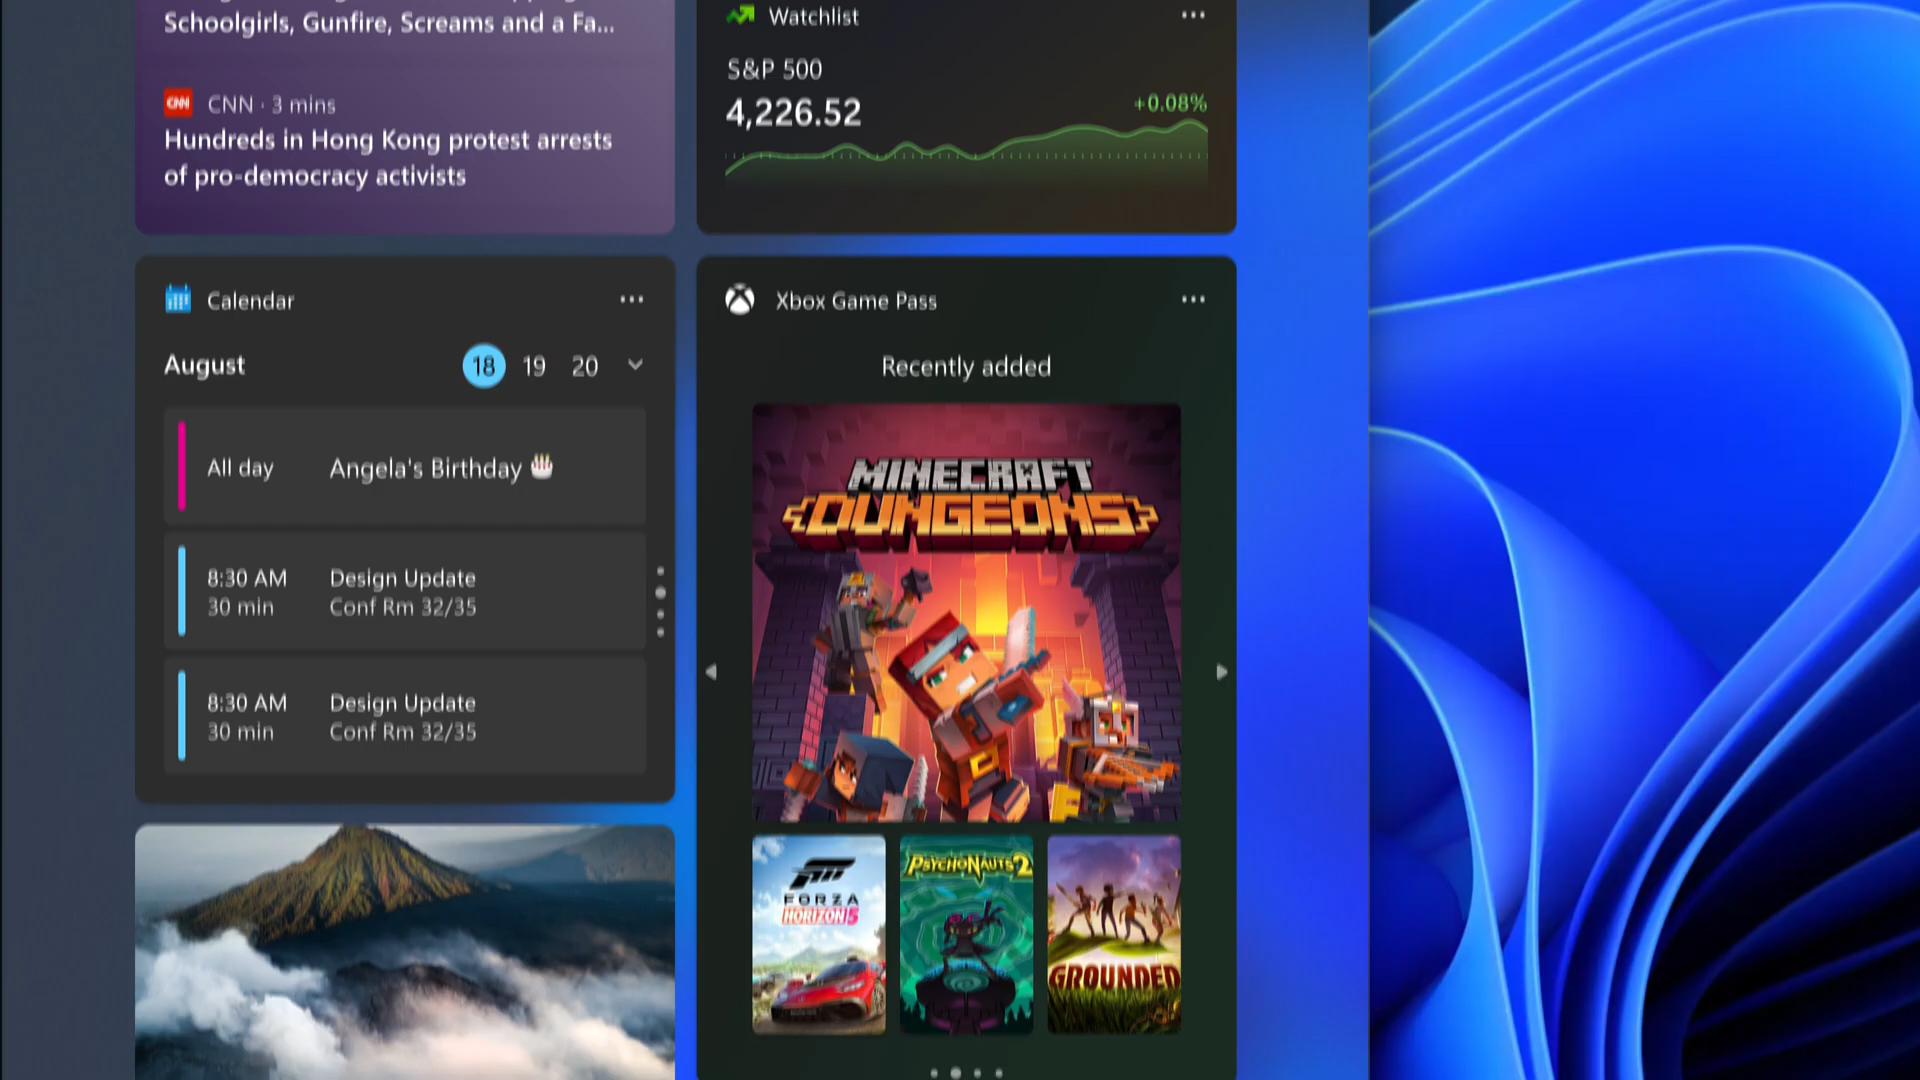 Schoolgirls, Gunfire, Screams and a Fa...
CNN CNN · 3 mins
Hundreds in Hong Kong protest arrests
of pro-democracy activists
Watchlist
S&P 500
4,226.52
+0.08%
Calendar
August 18 19 20
All day Angela's Birthday
8:30 AM Design Update
30 min Conf Rm 32/35
8:30 AM Design Update
30 min Conf Rm 32/35
Xbox Game Pass
Recently added
MINECRAFT
DUNGEONS
FORZA
HORIZON 5
PSYCHONAUTS 2
GROUNDED